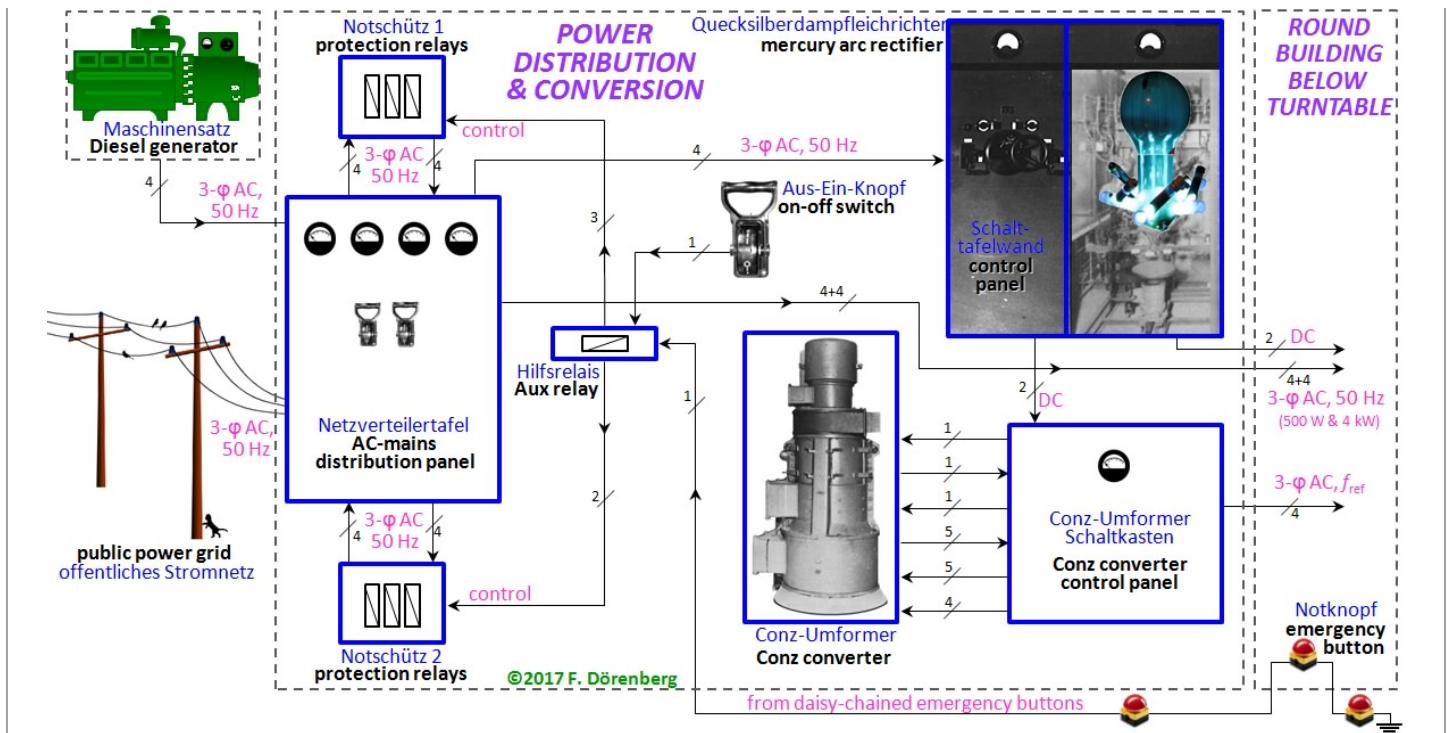 POWER
DISTRIBUTION
& CONVERSION
ROUND
BUILDING
BELOW
TURNTABLE
Maschinensatz
Diesel generator
4
3-φ AC,
50 Hz
Notschütz 1
protection relays
control
3-φ AC
50 Hz
4
4
Quecksilberdampfleichrichter
mercury arc rectifier
4
3-φ AC, 50 Hz
Aus-Ein-Knopf
on-off switch
1
3
Schalt-
tafelwand
control
panel
4+4
Hilfsrelais
Aux relay
1
2
DC
2
DC
4+4
3-φ AC, 50 Hz
(500 W & 4 kW)
3-φ AC,
50 Hz
Netzverteilertafel
AC-mains
distribution panel
public power grid
offentliches Stromnetz
3-φ AC
50 Hz
4
4
2
control
Notschütz 2
protection relays
1
1
1
5
5
4
Conz-Umformer
Conz converter
Conz-Umformer
Schaltkasten
Conz converter
control panel
3-φ AC, fref
4
Notknopf
emergency
button
©2017 F. Dörenberg
from daisy-chained emergency buttons